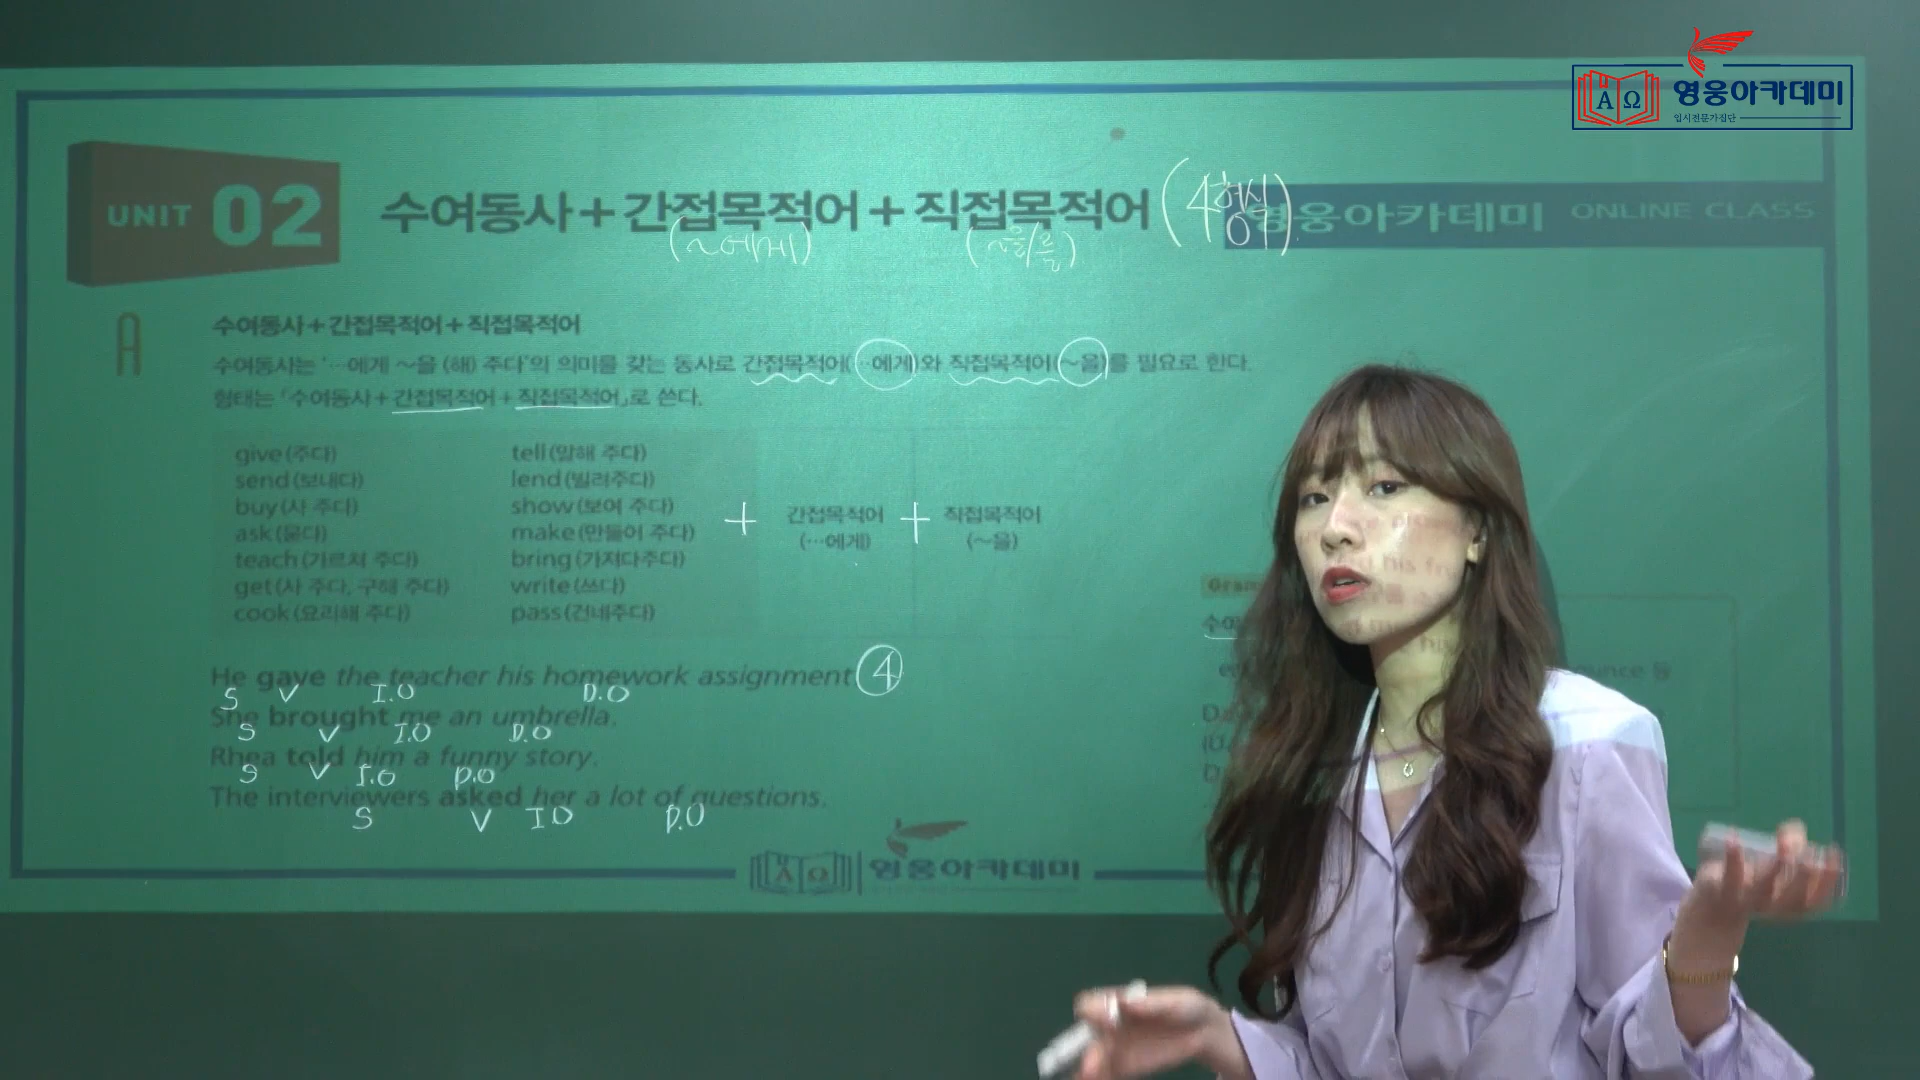 영웅아카데미
입시전문가집단
UNIT 02 수여동사+간접목적어+직접목적어 (4형식)
영웅아카데미 ONLINE CLASS
(~에게) (~을/를)
A
수여동사+간접목적어+직접목적어
수여동사는 '…에게 ~을 (해) 주다'의 의미를 갖는 동사로 간접목적어(…에게)와 직접목적어(~을)를 필요로 한다.
형태는 「수여동사+간접목적어+직접목적어」로 쓴다.
give (주다) tell (말해 주다)
send (보내다) lend (빌려주다)
buy (사 주다) show (보여 주다)
ask (묻다) make (만들어 주다)
teach (가르쳐 주다) bring (가져다주다)
get (사 주다, 구해 주다) write (쓰다)
cook (요리해 주다) pass (건네주다)
+ 간접목적어 + 직접목적어
(…에게) (~을)
He gave the teacher his homework assignment ④
S V I.O D.O
She brought me an umbrella.
S V I.O D.O
Rhea told him a funny story.
S V I.O D.O
The interviewers asked her a lot of questions.
S V I.O D.O
ΑΩ 영웅아카데미